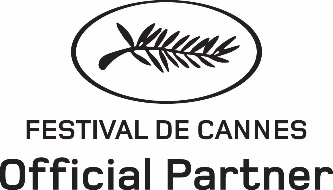 FESTIVAL DE CANNES
Official Partner